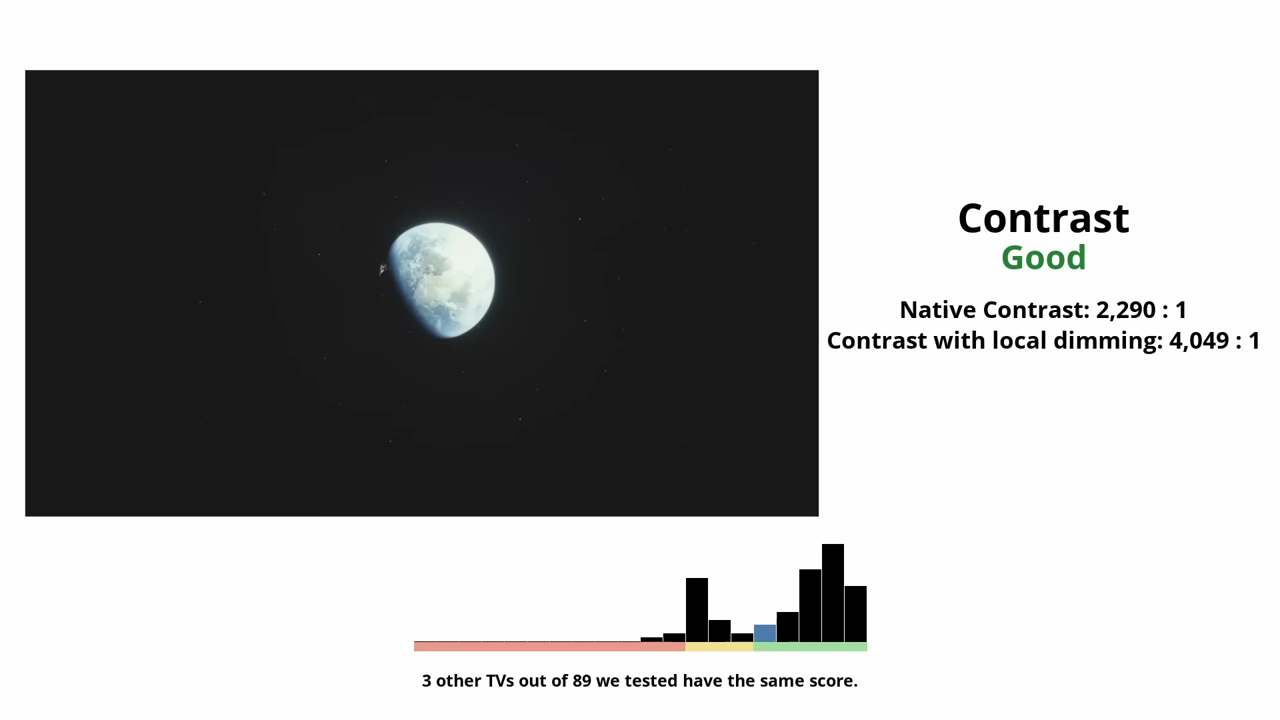 Contrast
Good
Native Contrast: 2,290 : 1
Contrast with local dimming: 4,049 : 1
3 other TVs out of 89 we tested have the same score.